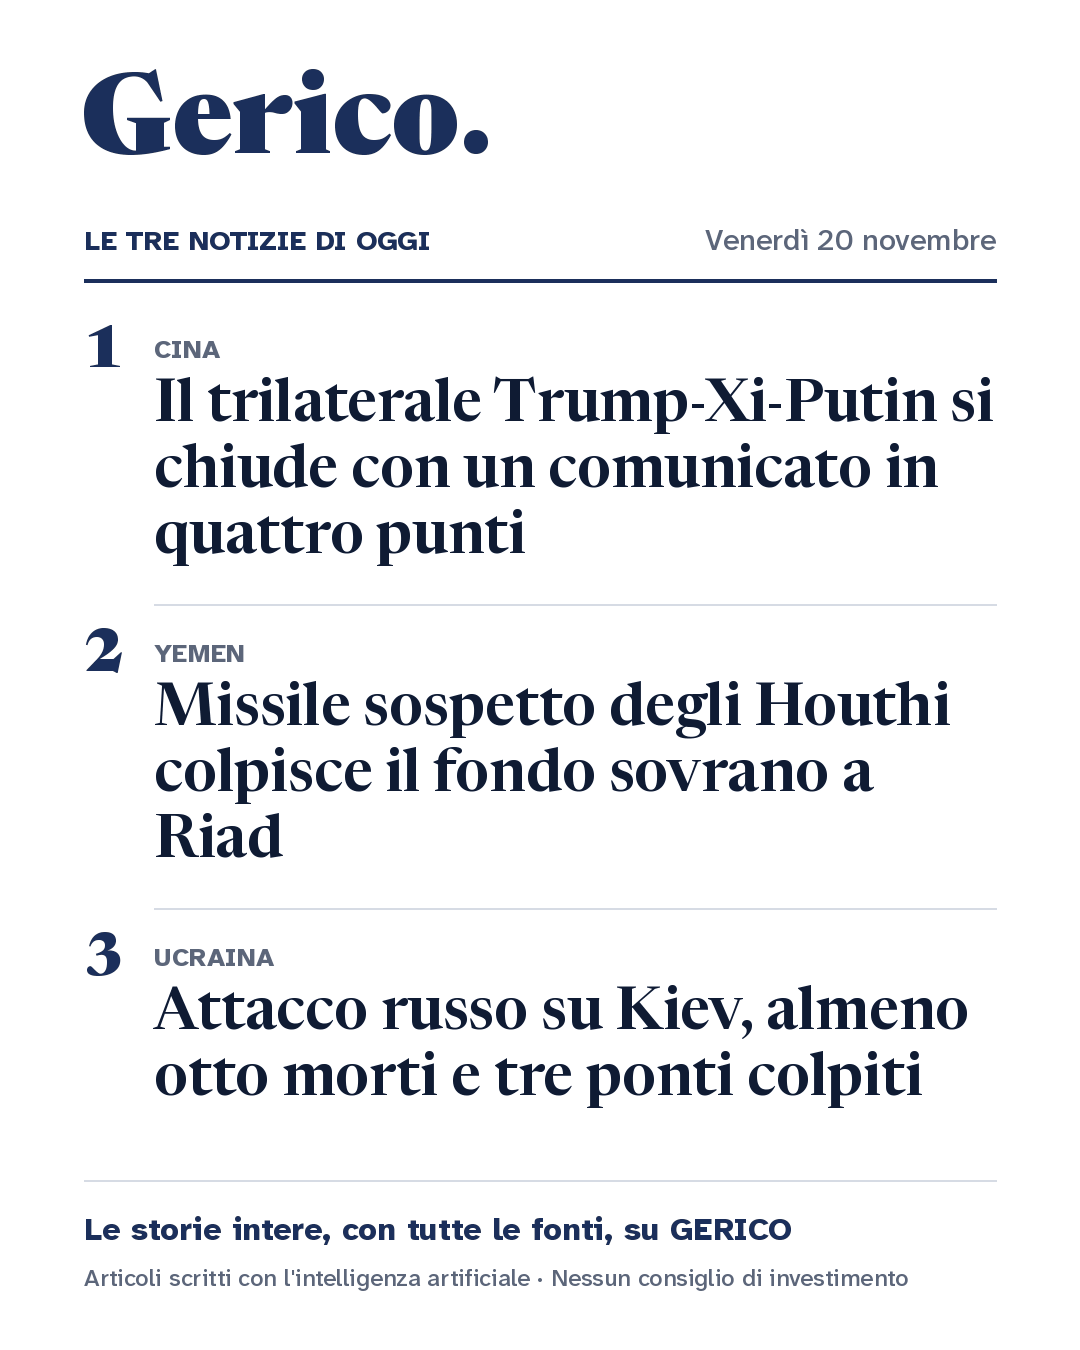 Gerico.
LE TRE NOTIZIE DI OGGI
Venerdì 20 novembre
1
CINA
Il trilaterale Trump-Xi-Putin si
chiude con un comunicato in
quattro punti
2
YEMEN
Missile sospetto degli Houthi
colpisce il fondo sovrano a
Riad
3
UCRAINA
Attacco russo su Kiev, almeno
otto morti e tre ponti colpiti
Le storie intere, con tutte le fonti, su GERICO
Articoli scritti con l'intelligenza artificiale · Nessun consiglio di investimento